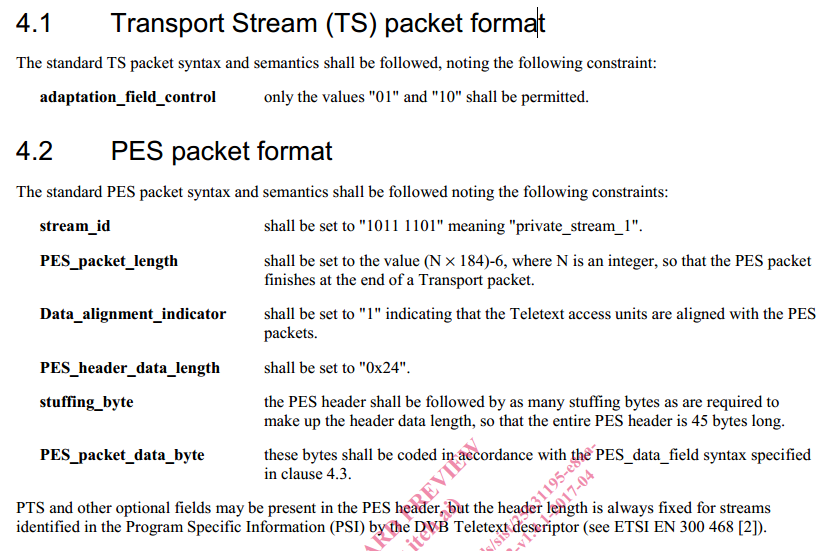 4.1 Transport Stream (TS) packet format
The standard TS packet syntax and semantics shall be followed, noting the following constraint:
adaptation_field_control only the values "01" and "10" shall be permitted.
4.2 PES packet format
The standard PES packet syntax and semantics shall be followed noting the following constraints:
stream_id shall be set to "1011 1101" meaning "private_stream_1".
PES_packet_length shall be set to the value (N × 184)-6, where N is an integer, so that the PES packet
finishes at the end of a Transport packet.
Data_alignment_indicator shall be set to "1" indicating that the Teletext access units are aligned with the PES
packets.
PES_header_data_length shall be set to "0x24".
stuffing_byte the PES header shall be followed by as many stuffing bytes as are required to
make up the header data length, so that the entire PES header is 45 bytes long.
PES_packet_data_byte these bytes shall be coded in accordance with the PES_data_field syntax specified
in clause 4.3.
PTS and other optional fields may be present in the PES header, but the header length is always fixed for streams
identified in the Program Specific Information (PSI) by the DVB Teletext descriptor (see ETSI EN 300 468 [2]).
PREVIEW